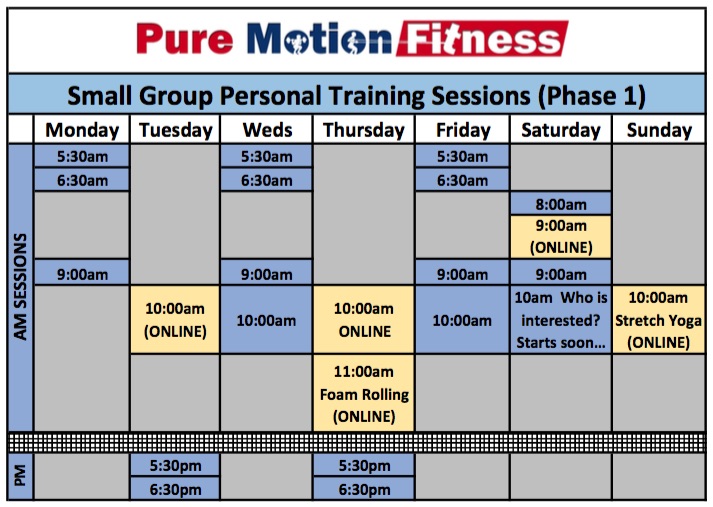 Pure Motion Fitness
Small Group Personal Training Sessions (Phase 1)
Monday Tuesday Weds Thursday Friday Saturday Sunday
AM SESSIONS
5:30am 5:30am 5:30am
6:30am 6:30am 6:30am
8:00am
9:00am
(ONLINE)
9:00am 9:00am 9:00am 9:00am
10:00am
(ONLINE)
10:00am
10:00am
ONLINE
10:00am
10am Who is
interested?
Starts soon...
10:00am
Stretch Yoga
(ONLINE)
11:00am
Foam Rolling
(ONLINE)
PM
5:30pm 5:30pm
6:30pm 6:30pm